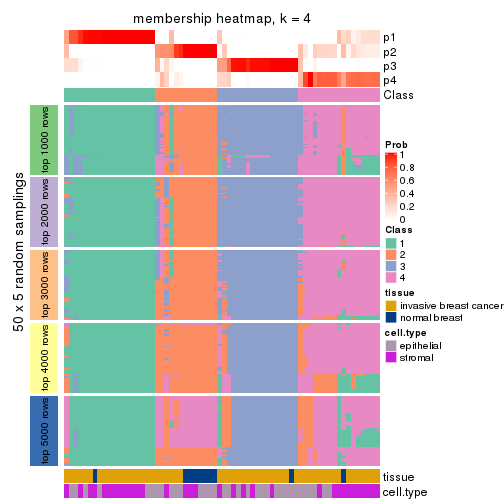 membership heatmap, k = 4
p1
p2
p3
p4
Class
50 x 5 random samplings
top 1000 rows
top 2000 rows
top 3000 rows
top 4000 rows
top 5000 rows
tissue
cell.type
Prob
1
0.8
0.6
0.4
0.2
0
Class
1
2
3
4
tissue
invasive breast cancer
normal breast
cell.type
epithelial
stromal